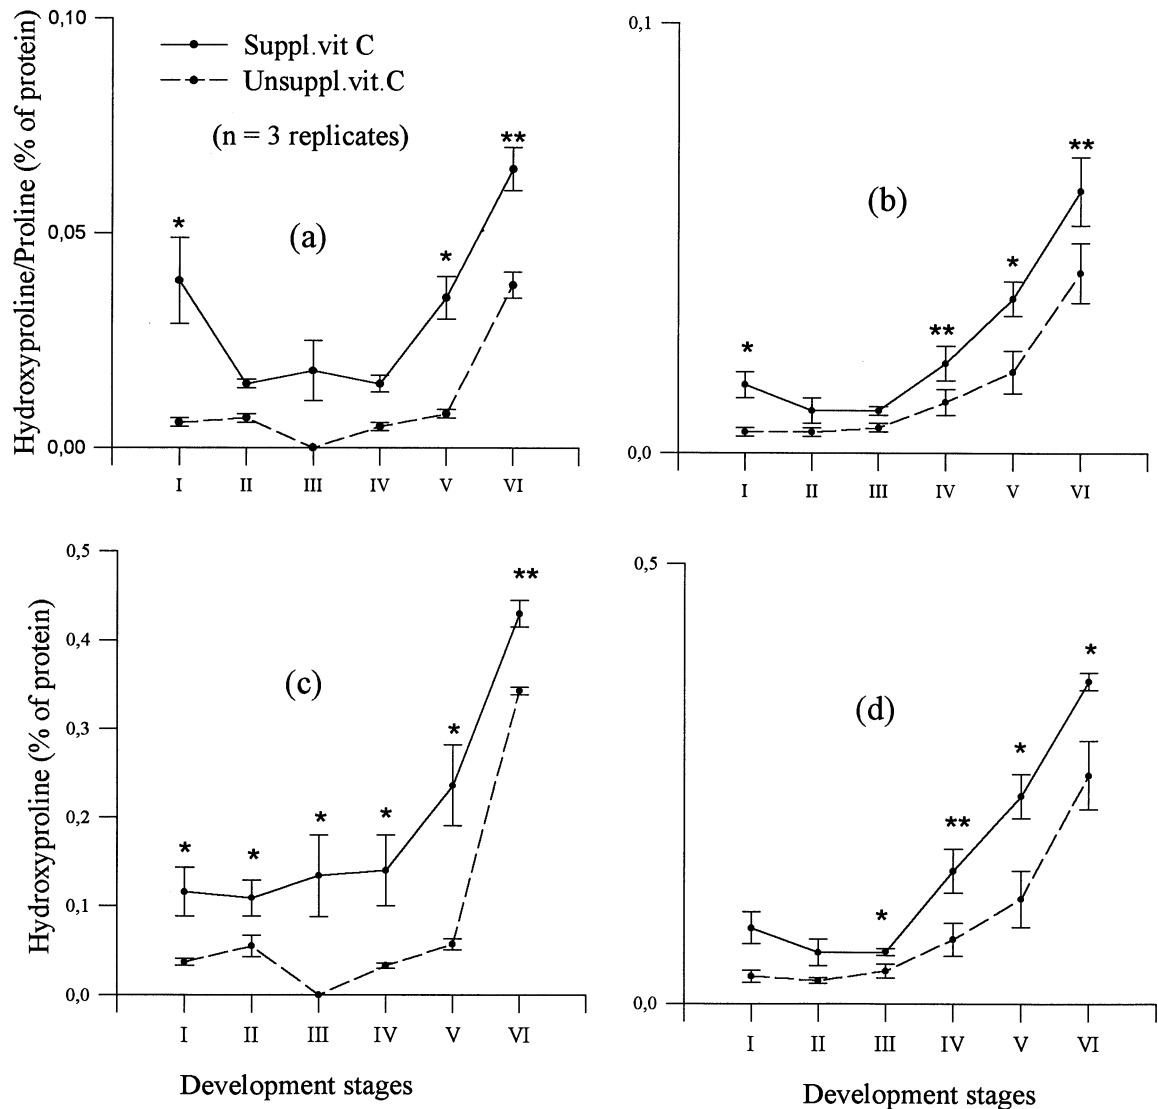 Hydroxyproline/Proline (% of protein)
0,10
0,05
0,00
Suppl.vit C
Unsuppl.vit.C
(n = 3 replicates)
(a)
*
*
**
I II III IV V VI
0,1
0,0
(b)
*
**
*
**
I II III IV V VI
Hydroxyproline (% of protein)
0,5
0,4
0,3
0,2
0,1
0,0
(c)
*
*
*
*
*
**
I II III IV V VI
Development stages
0,5
0,0
(d)
*
**
*
*
I II III IV V VI
Development stages